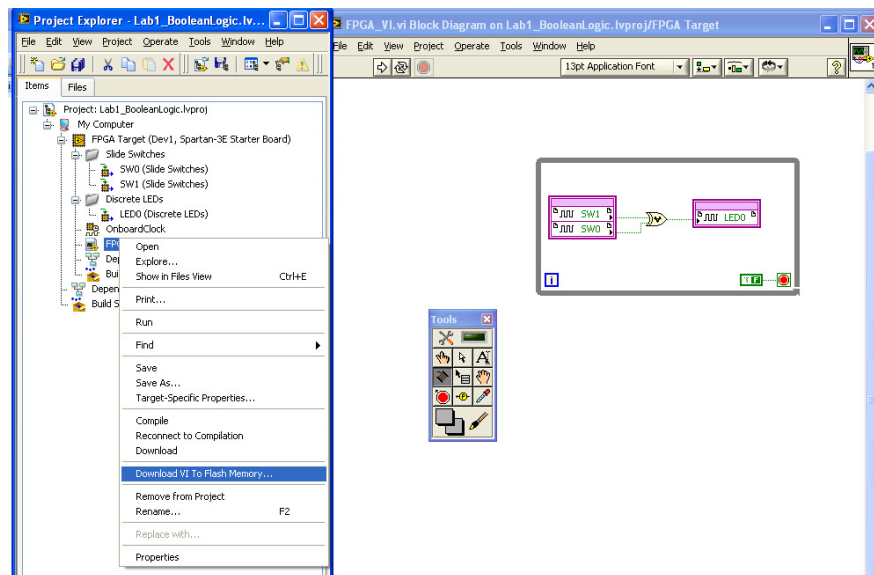 Project Explorer - Lab1_BooleanLogic.lv...
File Edit View Project Operate Tools Window Help
Items Files
Project: Lab1_BooleanLogic.lvproj
My Computer
FPGA Target (Dev1, Spartan-3E Starter Board)
Slide Switches
SW0 (Slide Switches)
SW1 (Slide Switches)
Discrete LEDs
LED0 (Discrete LEDs)
OnboardClock
FPG
Dep
Bui
Depen
Build S
Open
Explore...
Show in Files View Ctrl+E
Print...
Run
Find
Save
Save As...
Target-Specific Properties...
Compile
Reconnect to Compilation
Download
Download VI To Flash Memory...
Remove from Project
Rename... F2
Replace with...
Properties
FPGA_VI.vi Block Diagram on Lab1_BooleanLogic.lvproj/FPGA Target
File Edit View Project Operate Tools Window Help
13pt Application Font
SW1
SW0
LED0
i
F
Tools